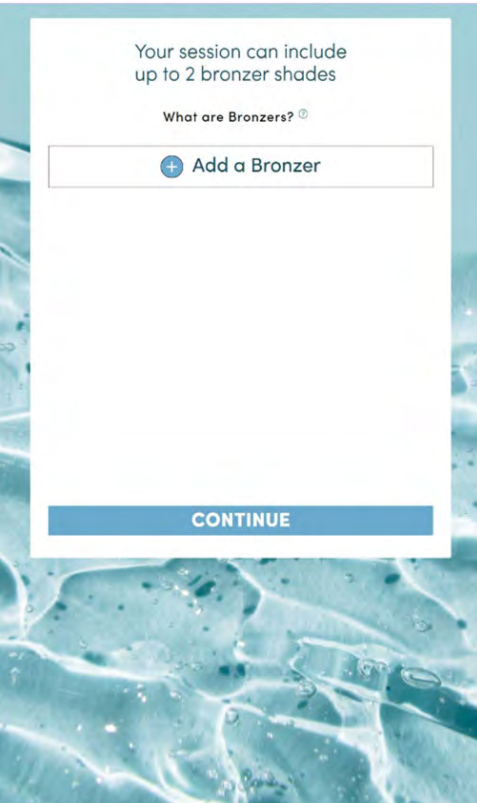 Your session can include
up to 2 bronzer shades
What are Bronzers? ?
+ Add a Bronzer
CONTINUE